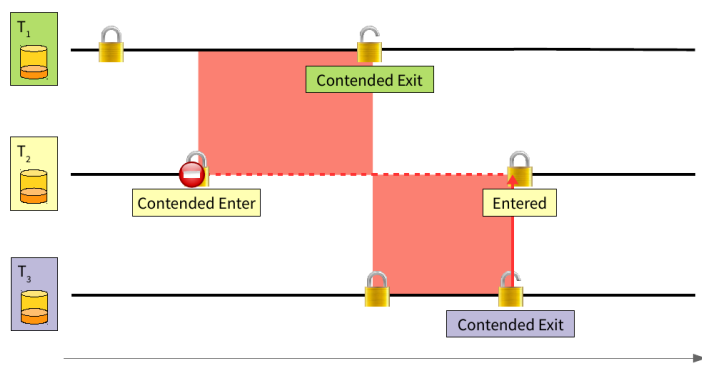 T1
Contended Exit
T2
Contended Enter
Entered
T3
Contended Exit